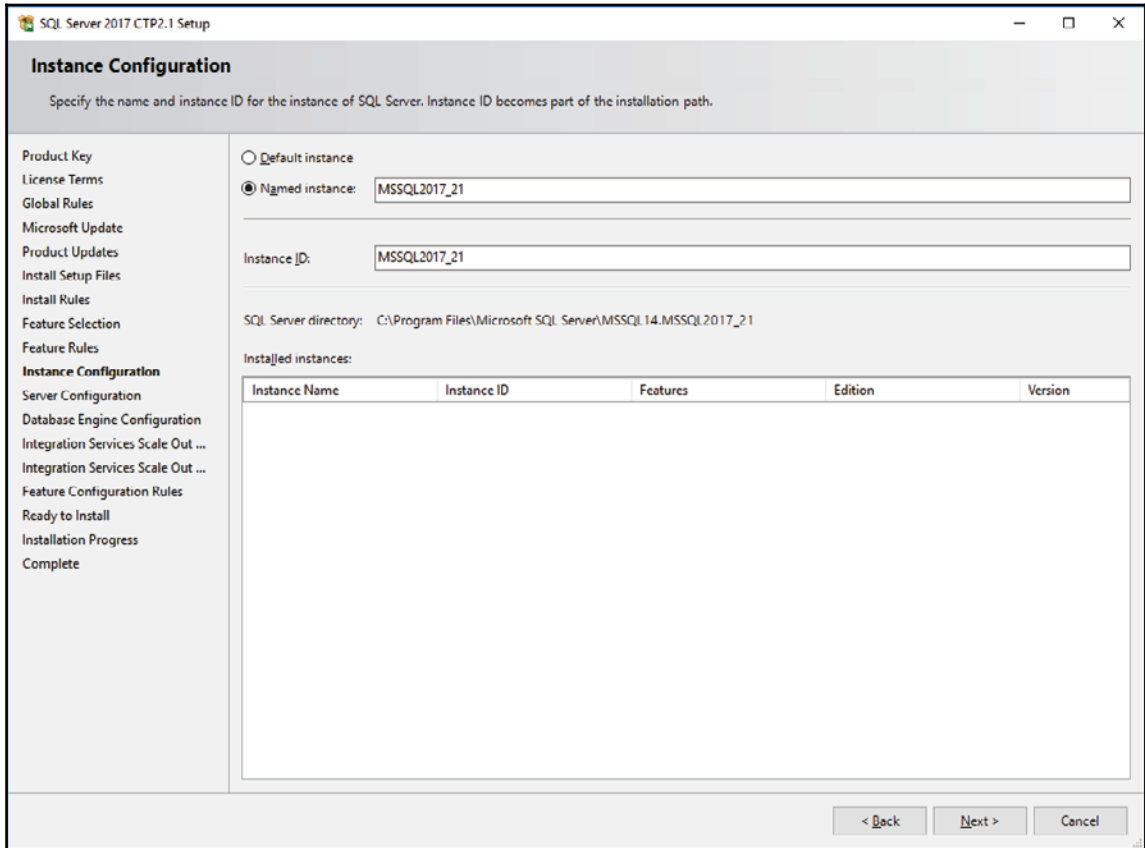 SQL Server 2017 CTP2.1 Setup
Instance Configuration
Specify the name and instance ID for the instance of SQL Server. Instance ID becomes part of the installation path.
Product Key
License Terms
Global Rules
Microsoft Update
Product Updates
Install Setup Files
Install Rules
Feature Selection
Feature Rules
Instance Configuration
Server Configuration
Database Engine Configuration
Integration Services Scale Out ...
Integration Services Scale Out ...
Feature Configuration Rules
Ready to Install
Installation Progress
Complete
Default instance
Named instance: MSSQL2017_21
Instance ID: MSSQL2017_21
SQL Server directory: C:\Program Files\Microsoft SQL Server\MSSQL14.MSSQL2017_21
Installed instances:
Instance Name Instance ID Features Edition Version
< Back Next > Cancel